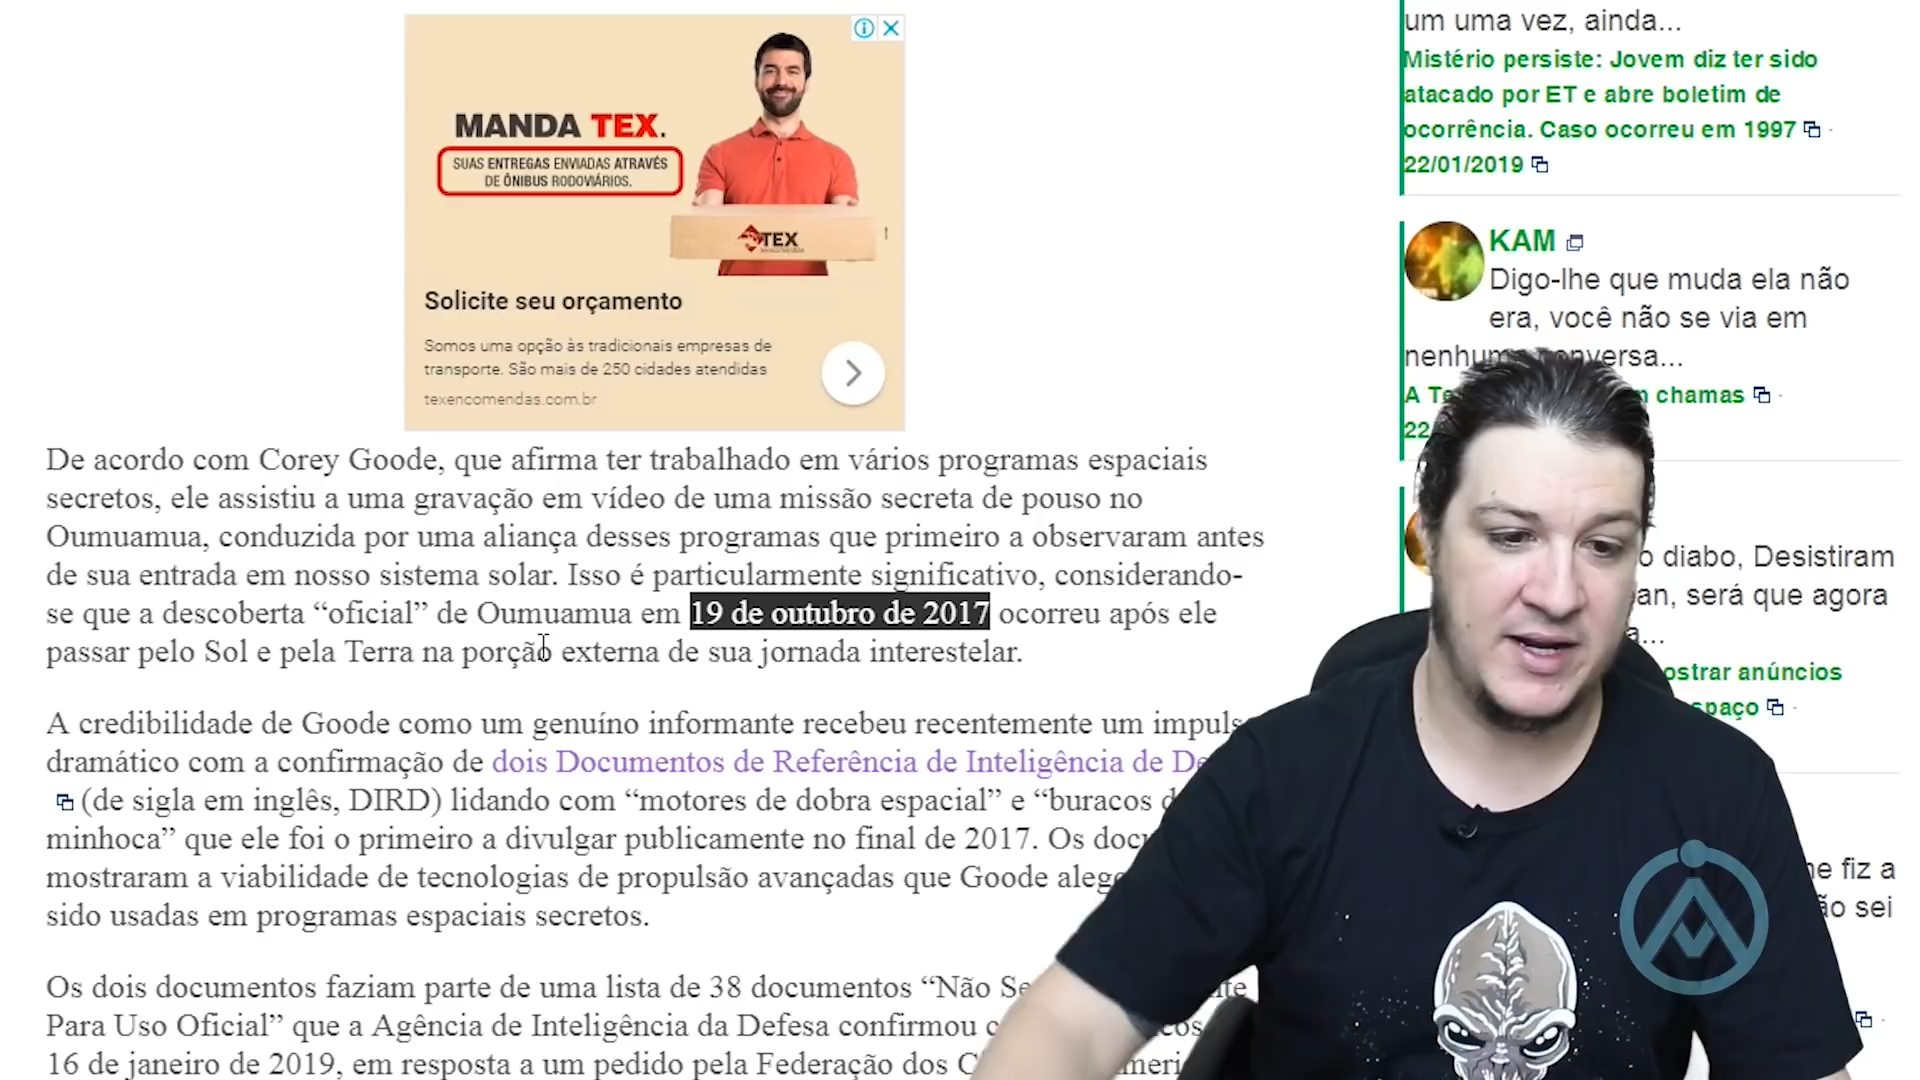 MANDA TEX.
SUAS ENTREGAS ENVIADAS ATRAVÉS
DE ÔNIBUS RODOVIÁRIOS.
TEX
Solicite seu orçamento
Somos uma opção às tradicionais empresas de
transporte. São mais de 250 cidades atendidas
texencomendas.com.br
De acordo com Corey Goode, que afirma ter trabalhado em vários programas espaciais
secretos, ele assistiu a uma gravação em vídeo de uma missão secreta de pouso no
Oumuamua, conduzida por uma aliança desses programas que primeiro a observaram antes
de sua entrada em nosso sistema solar. Isso é particularmente significativo, considerando-
se que a descoberta “oficial” de Oumuamua em 19 de outubro de 2017 ocorreu após ele
passar pelo Sol e pela Terra na porção externa de sua jornada interestelar.
A credibilidade de Goode como um genuíno informante recebeu recentemente um
dramático com a confirmação de dois Documentos de Referência de Inteligência de
(de sigla em inglês, DIRD) lidando com “motores de dobra espacial” e “buracos
minhoca” que ele foi o primeiro a divulgar publicamente no final de 2017. Os
mostraram a viabilidade de tecnologias de propulsão avançadas que Goode
sido usadas em programas espaciais secretos.
Os dois documentos faziam parte de uma lista de 38 documentos “Não
Para Uso Oficial” que a Agência de Inteligência da Defesa confirmou
16 de janeiro de 2019, em resposta a um pedido pela Federação dos
um uma vez, ainda...
Mistério persiste: Jovem diz ter sido
atacado por ET e abre boletim de
ocorrência. Caso ocorreu em 1997 ·
22/01/2019
KAM
Digo-lhe que muda ela não
era, você não se via em
A chamas ·
22
o diabo, Desistiram
será que agora
anúncios
·
fiz a
sei